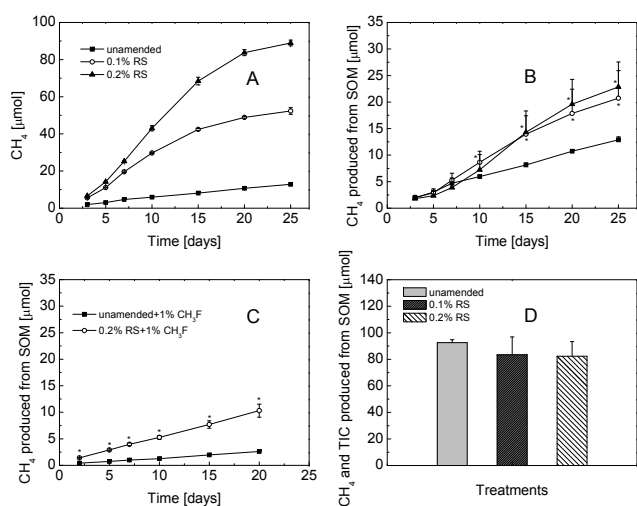 100
80
60
40
20
0
CH₄ [µmol]
unamended
0.1% RS
0.2% RS
A
0 5 10 15 20 25
Time [days]
35
30
25
20
15
10
5
0
CH₄ produced from SOM [µmol]
B
* * * * * * *
0 5 10 15 20 25
Time [days]
25
20
15
10
5
0
CH₄ produced from SOM [µmol]
unamended+1% CH₃F
0.2% RS+1% CH₃F
C
* * * * * *
0 5 10 15 20 25
Time [days]
140
120
100
80
60
40
20
0
CH₄ and TIC produced from SOM [µmol]
unamended
0.1% RS
0.2% RS
D
Treatments